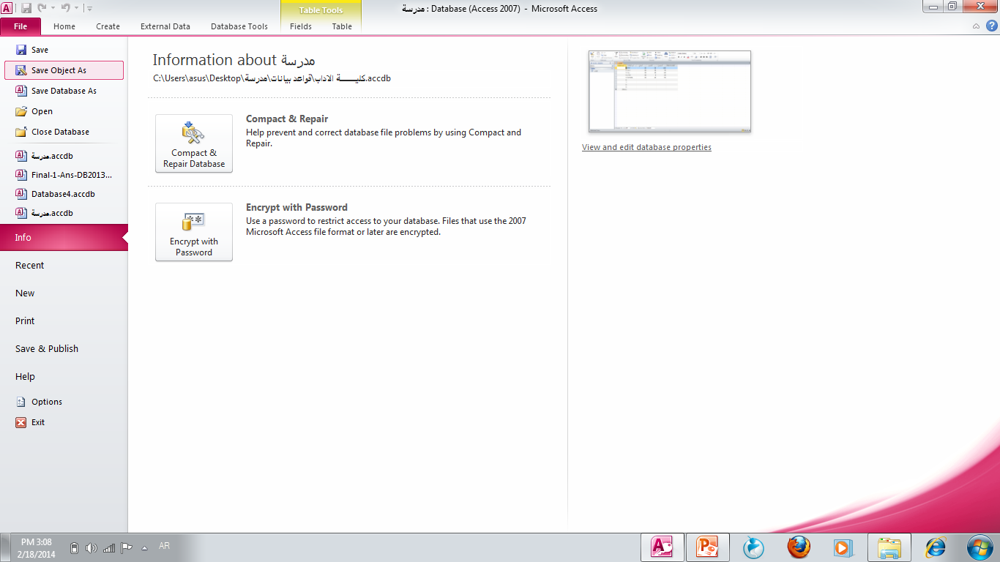 مدرسة : Database (Access 2007) - Microsoft Access
Table Tools
File Home Create External Data Database Tools Fields Table
Save
Save Object As
Save Database As
Open
Close Database
مدرسة.accdb
Final-1-Ans-DB2013...
Database4.accdb
مدرسة.accdb
Info
Recent
New
Print
Save & Publish
Help
Options
Exit
Information about مدرسة
C:\Users\asus\Desktop\كليــــة الاداب\قواعد بيانات\مدرسة.accdb
Compact &
Repair Database
Compact & Repair
Help prevent and correct database file problems by using Compact and
Repair.
Encrypt with
Password
Encrypt with Password
Use a password to restrict access to your database. Files that use the 2007
Microsoft Access file format or later are encrypted.
View and edit database properties
PM 3:08
2/18/2014
AR